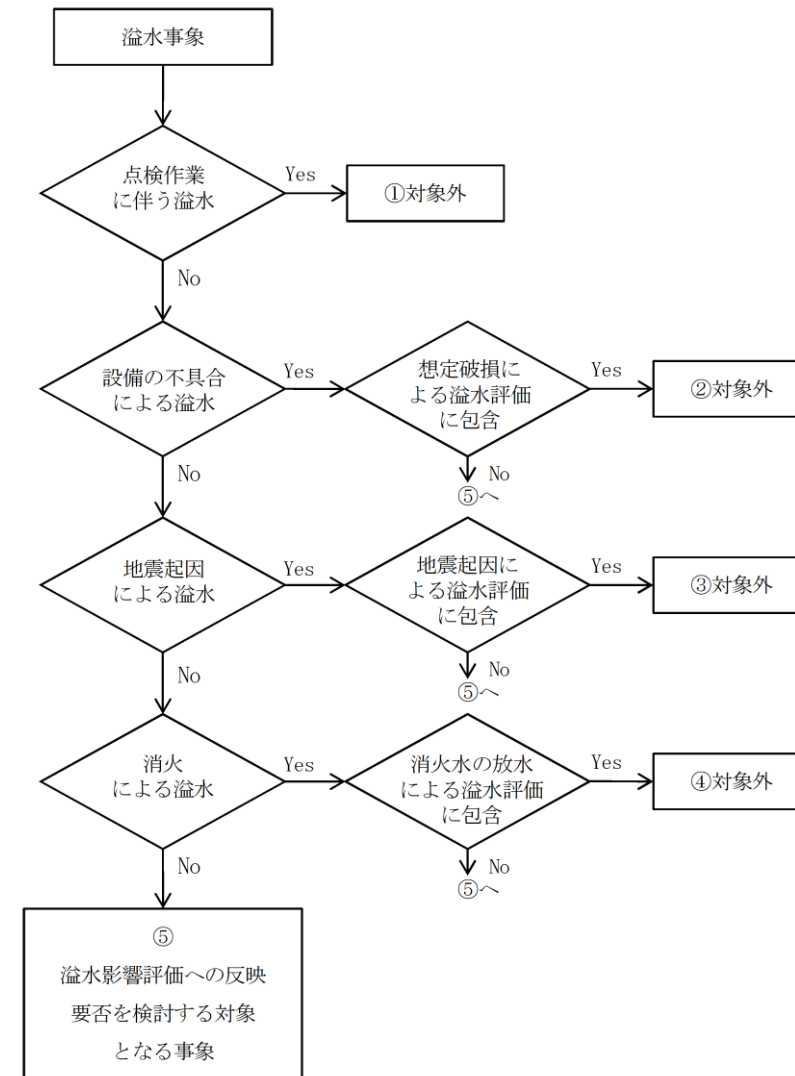 溢水事象
点検作業
に伴う溢水
Yes
①対象外
No
設備の不具合
による溢水
Yes
想定破損に
よる溢水評価
に包含
Yes
②対象外
No
⑤へ
No
地震起因
による溢水
Yes
地震起因に
よる溢水評価
に包含
Yes
③対象外
No
⑤へ
No
消火
による溢水
Yes
消火水の放水
による溢水評価
に包含
Yes
④対象外
No
⑤へ
No
⑤
溢水影響評価への反映
要否を検討する対象
となる事象